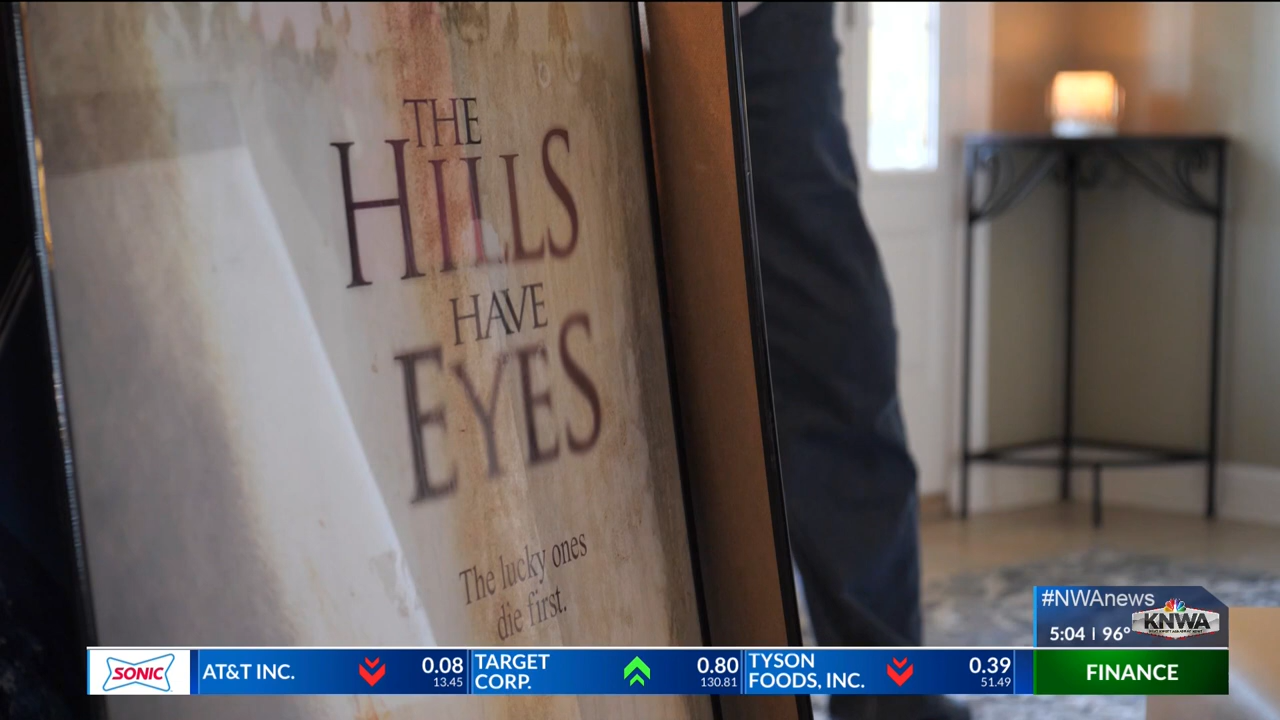 THE
HILLS
HAVE
EYES
The lucky ones
die first.
#NWAnews
KNWA
5:04 | 96°
SONIC
AT&T INC.
0.08
13.45
TARGET
CORP.
0.80
130.81
TYSON
FOODS, INC.
0.39
51.49
FINANCE